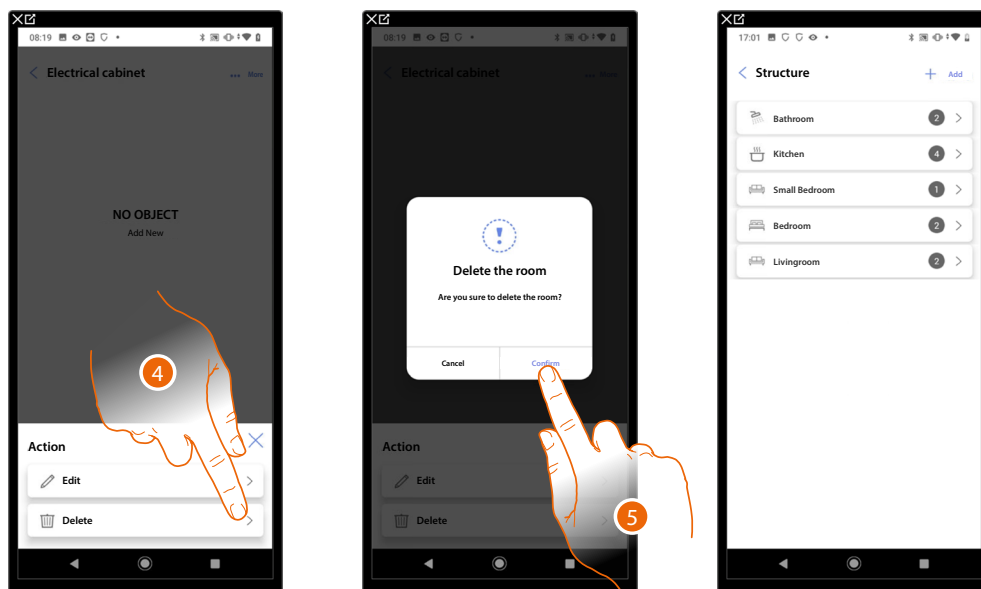 08:19
Electrical cabinet
More
NO OBJECT
Add New
4
Action
Edit
Delete
08:19
Electrical cabinet
More
Delete the room
Are you sure to delete the room?
Cancel
Confirm
Action
Edit
Delete
5
17:01
Structure
Add
Bathroom
2
Kitchen
4
Small Bedroom
1
Bedroom
2
Livingroom
2